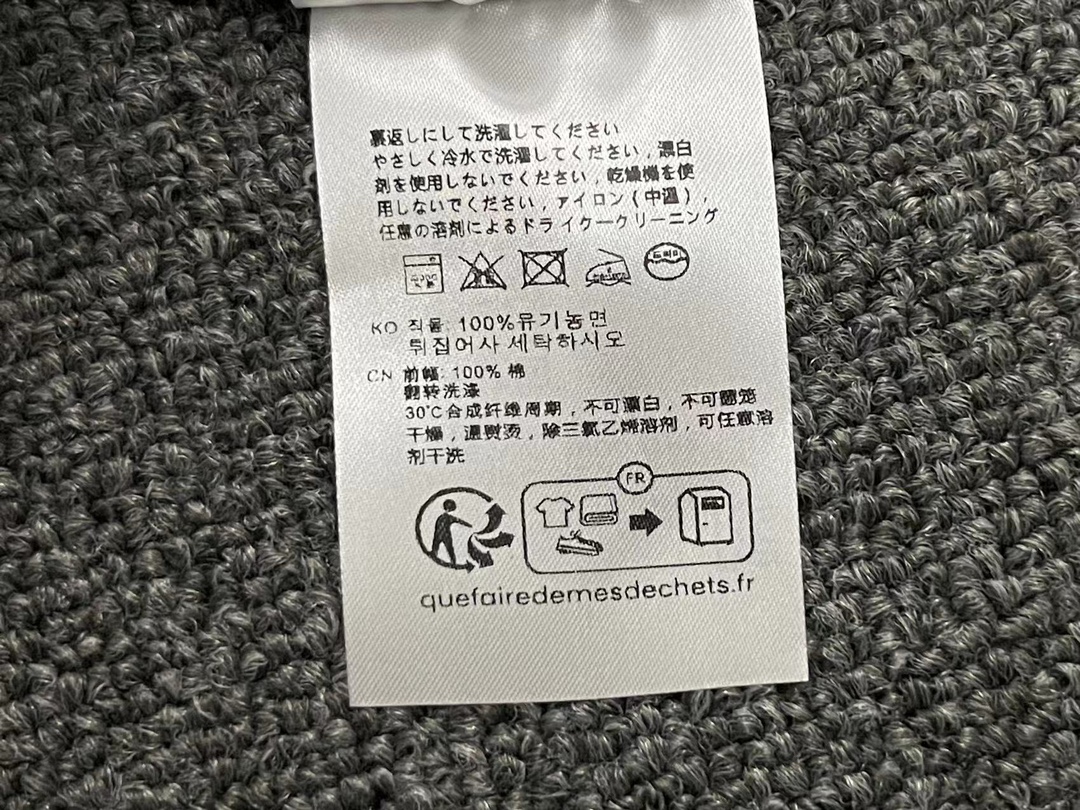 裏返しにして洗濯してください
やさしく冷水で洗濯してください , 漂白
剤を使用しないでください , 乾燥機を使
用しないでください , アイロン ( 中温 ) ,
任意の溶剤によるドライクークリーニング
KO 직물: 100%유기농면
뒤집어사세탁하시오
CN 前幅: 100% 棉
翻转洗涤
30°C合成纤维周期 , 不可漂白 , 不可翻笼
干燥 , 温熨烫 , 除三氯乙烯溶剂 , 可任意溶
剂干洗
FR
quefairedemesdechets.fr